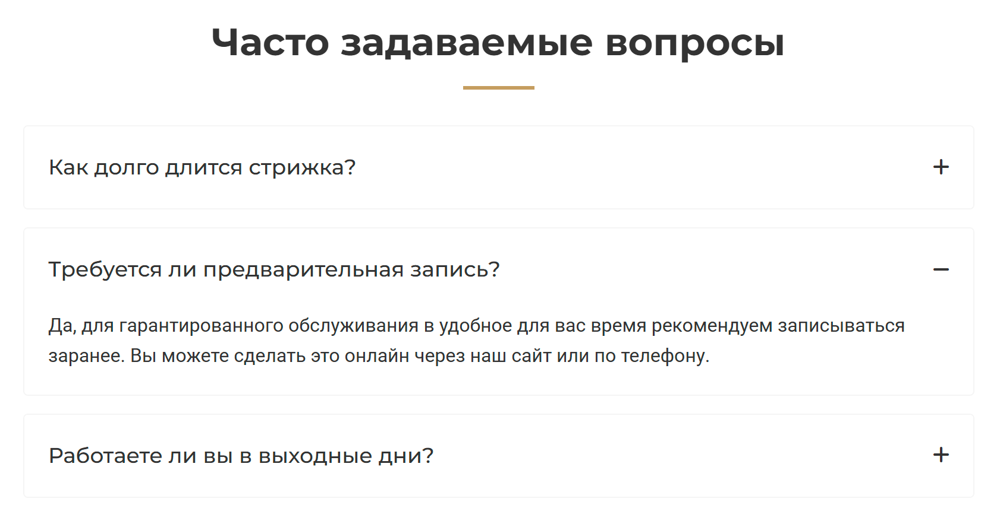 Часто задаваемые вопросы
Как долго длится стрижка?
Требуется ли предварительная запись?
Да, для гарантированного обслуживания в удобное для вас время рекомендуем записываться
заранее. Вы можете сделать это онлайн через наш сайт или по телефону.
Работаете ли вы в выходные дни?